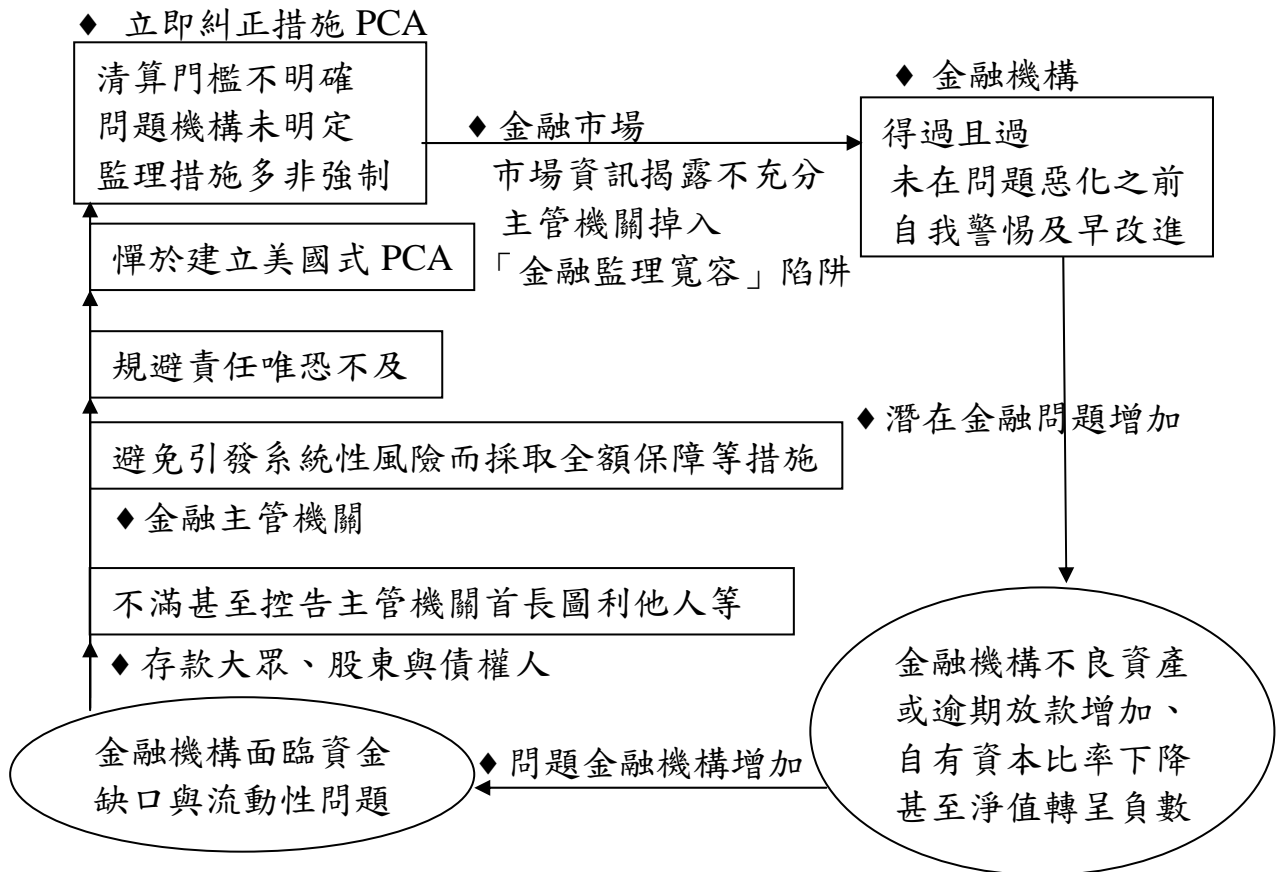 ♦ 立即糾正措施 PCA
清算門檻不明確
問題機構未明定
監理措施多非強制
♦ 金融市場
市場資訊揭露不充分
主管機關掉入
「金融監理寬容」陷阱
♦ 金融機構
得過且過
未在問題惡化之前
自我警惕及早改進
憚於建立美國式 PCA
規避責任唯恐不及
♦ 潛在金融問題增加
避免引發系統性風險而採取全額保障等措施
♦ 金融主管機關
不滿甚至控告主管機關首長圖利他人等
♦ 存款大眾、股東與債權人
金融機構不良資產
或逾期放款增加、
自有資本比率下降
甚至淨值轉呈負數
♦ 問題金融機構增加
金融機構面臨資金
缺口與流動性問題